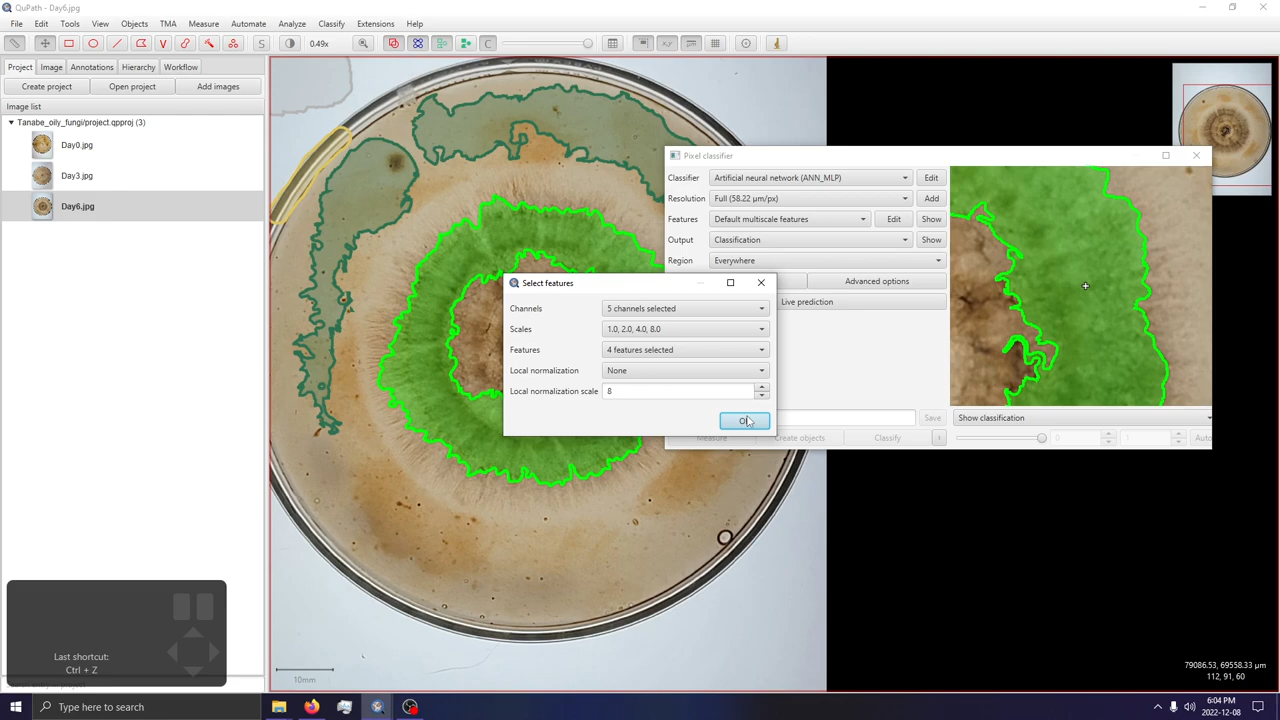 QuPath - Day6.jpg
File Edit Tools View Objects TMA Measure Automate Analyze Classify Extensions Help
S 0.49x C
Project Image Annotations Hierarchy Workflow
Create project Open project Add images
Image list
Tanabe_oily_fungi/project.qpproj (3)
Day0.jpg
Day3.jpg
Day6.jpg
Pixel classifier
Classifier Artificial neural network (ANN_MLP) Edit
Resolution Full (58.22 µm/px) Add
Features Default multiscale features Edit Show
Output Classification Show
Region Everywhere
Advanced options
Live prediction
Save
Measure Create objects Classify
Show classification
0 1 Auto
Select features
Channels 5 channels selected
Scales 1.0, 2.0, 4.0, 8.0
Features 4 features selected
Local normalization None
Local normalization scale 8
10mm
79086.53, 69558.33 µm
112, 91, 60
Last shortcut:
Ctrl + Z
Type here to search
6:04 PM
2022-12-08